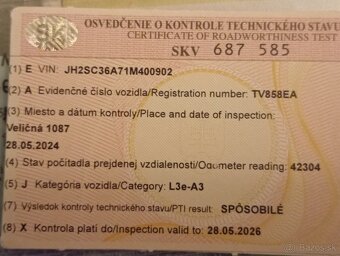 OSVEDČENIE O KONTROLE TECHNICKÉHO STAVU
CERTIFICATE OF ROADWORTHINESS TEST
SK
SKV 687 585
(1) E VIN: JH2SC36A71M400902
(2) A Evidenčné číslo vozidla/Registration number: TV858EA
(3) Miesto a dátum kontroly/Place and date of inspection:
Veličná 1087
28.05.2024
(4) Stav počítadla prejdenej vzdialenosti/Odometer reading: 42304
(5) J Kategória vozidla/Category: L3e-A3
(7) Výsledok kontroly technického stavu/PTI result: SPÔSOBILÉ
(8) X Kontrola platí do/Inspection valid to: 28.05.2026
© bazos.sk